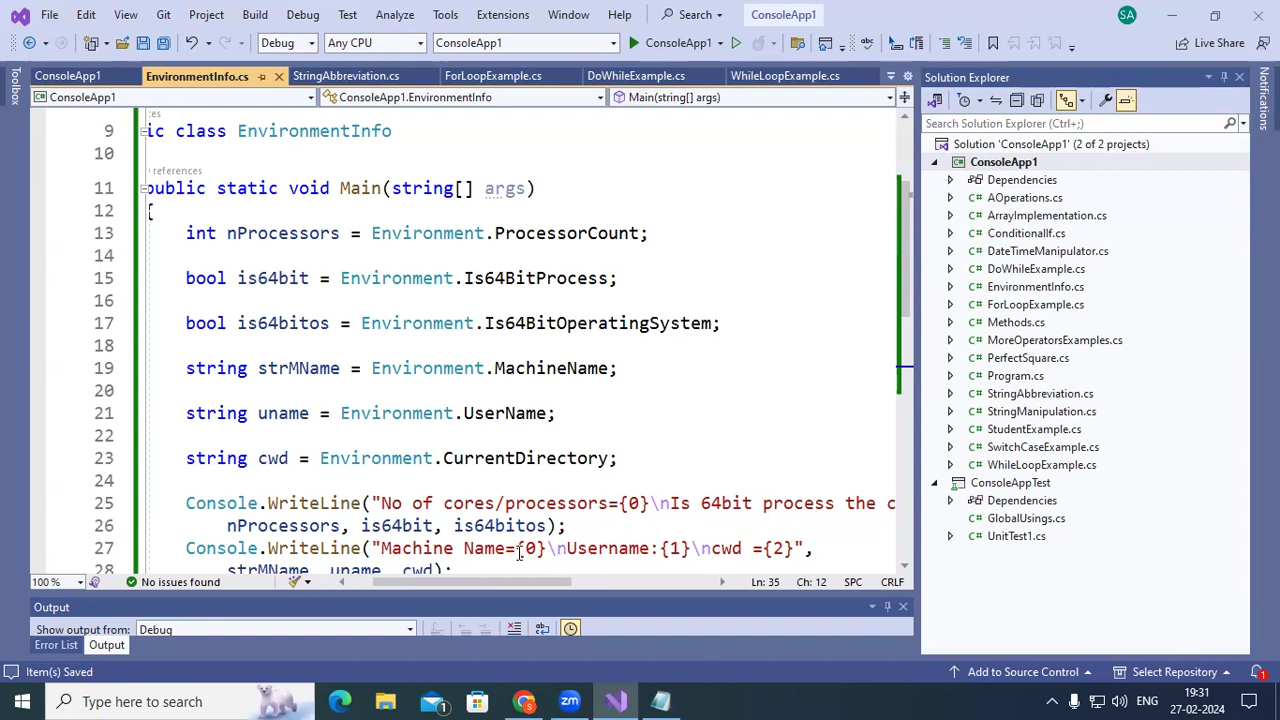 File Edit View Git Project Build Debug Test Analyze Tools Extensions Window Help Search ConsoleApp1 SA
Debug Any CPU ConsoleApp1 ConsoleApp1 Live Share
Toolbox
ConsoleApp1 EnvironmentInfo.cs StringAbbreviation.cs ForLoopExample.cs DoWhileExample.cs WhileLoopExample.cs
ConsoleApp1 ConsoleApp1.EnvironmentInfo Main(string[] args)
9 ic class EnvironmentInfo
10
references
11 public static void Main(string[] args)
12 {
13 int nProcessors = Environment.ProcessorCount;
14
15 bool is64bit = Environment.Is64BitProcess;
16
17 bool is64bitos = Environment.Is64BitOperatingSystem;
18
19 string strMName = Environment.MachineName;
20
21 string uname = Environment.UserName;
22
23 string cwd = Environment.CurrentDirectory;
24
25 Console.WriteLine("No of cores/processors={0}\nIs 64bit process the c
26 nProcessors, is64bit, is64bitos);
27 Console.WriteLine("Machine Name={0}\nUsername:{1}\ncwd ={2}",
28 strMName, uname, cwd);
100 % No issues found Ln: 35 Ch: 12 SPC CRLF
Output
Show output from: Debug
Error List Output
Solution Explorer
Search Solution Explorer (Ctrl+;)
Solution 'ConsoleApp1' (2 of 2 projects)
ConsoleApp1
Dependencies
C# AOperations.cs
C# ArrayImplementation.cs
C# ConditionalIf.cs
C# DateTimeManipulator.cs
C# DoWhileExample.cs
C# EnvironmentInfo.cs
C# ForLoopExample.cs
C# Methods.cs
C# MoreOperatorsExamples.cs
C# PerfectSquare.cs
C# Program.cs
C# StringAbbreviation.cs
C# StringManipulation.cs
C# StudentExample.cs
C# SwitchCaseExample.cs
C# WhileLoopExample.cs
ConsoleAppTest
Dependencies
C# GlobalUsings.cs
C# UnitTest1.cs
Notifications
Item(s) Saved Add to Source Control Select Repository 1
Type here to search 1 S zm ENG 19:31
27-02-2024